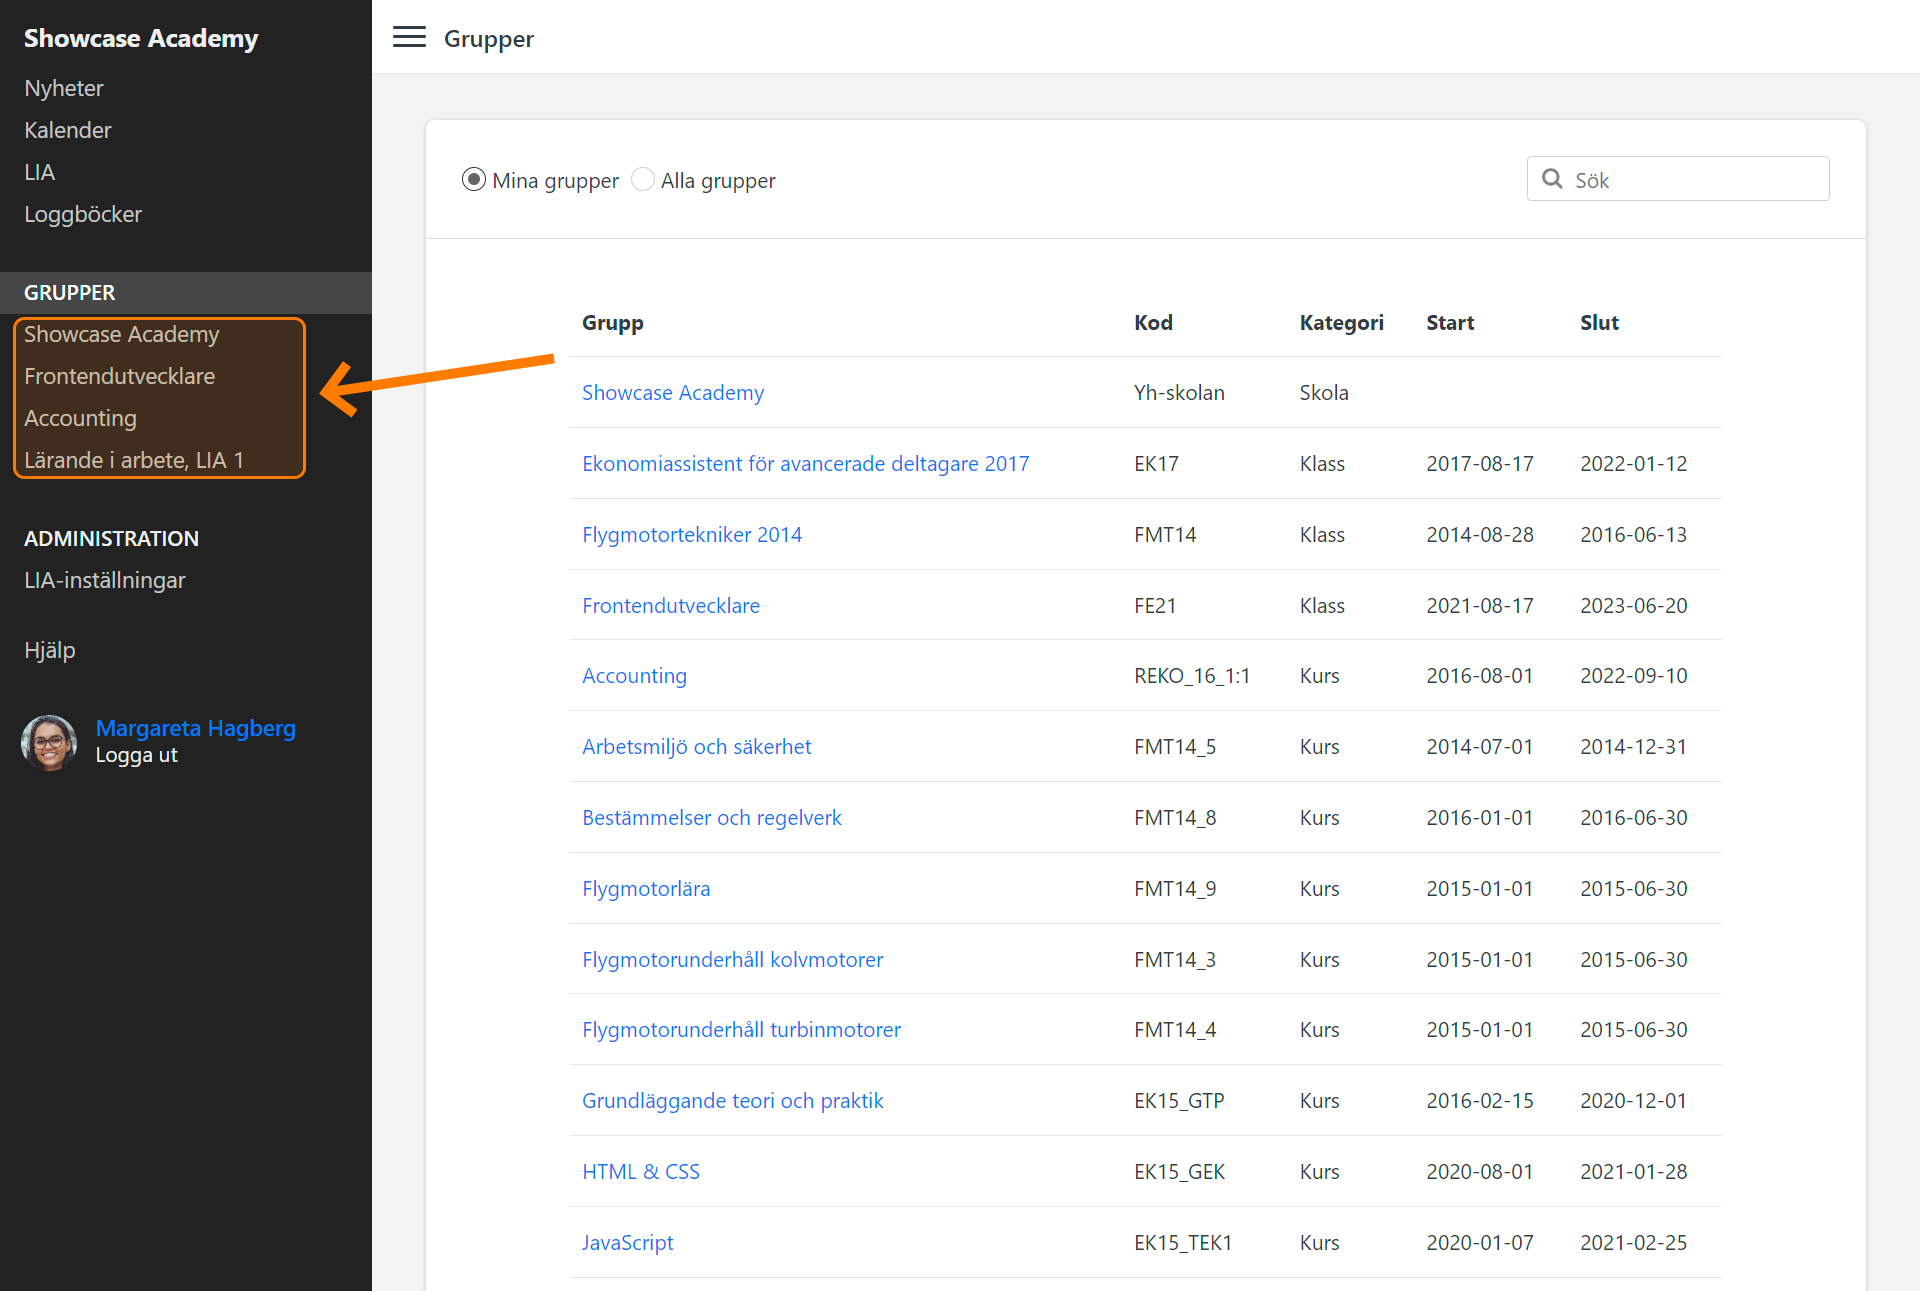 Showcase Academy
Nyheter
Kalender
LIA
Loggböcker
GRUPPER
Showcase Academy
Frontendutvecklare
Accounting
Lärande i arbete, LIA 1
ADMINISTRATION
LIA-inställningar
Hjälp
Margareta Hagberg
Logga ut
Grupper
Mina grupper Alla grupper Sök
Grupp Kod Kategori Start Slut
Showcase Academy Yh-skolan Skola
Ekonomiassistent för avancerade deltagare 2017 EK17 Klass 2017-08-17 2022-01-12
Flygmotortekniker 2014 FMT14 Klass 2014-08-28 2016-06-13
Frontendutvecklare FE21 Klass 2021-08-17 2023-06-20
Accounting REKO_16_1:1 Kurs 2016-08-01 2022-09-10
Arbetsmiljö och säkerhet FMT14_5 Kurs 2014-07-01 2014-12-31
Bestämmelser och regelverk FMT14_8 Kurs 2016-01-01 2016-06-30
Flygmotorlära FMT14_9 Kurs 2015-01-01 2015-06-30
Flygmotorunderhåll kolvmotorer FMT14_3 Kurs 2015-01-01 2015-06-30
Flygmotorunderhåll turbinmotorer FMT14_4 Kurs 2015-01-01 2015-06-30
Grundläggande teori och praktik EK15_GTP Kurs 2016-02-15 2020-12-01
HTML & CSS EK15_GEK Kurs 2020-08-01 2021-01-28
JavaScript EK15_TEK1 Kurs 2020-01-07 2021-02-25